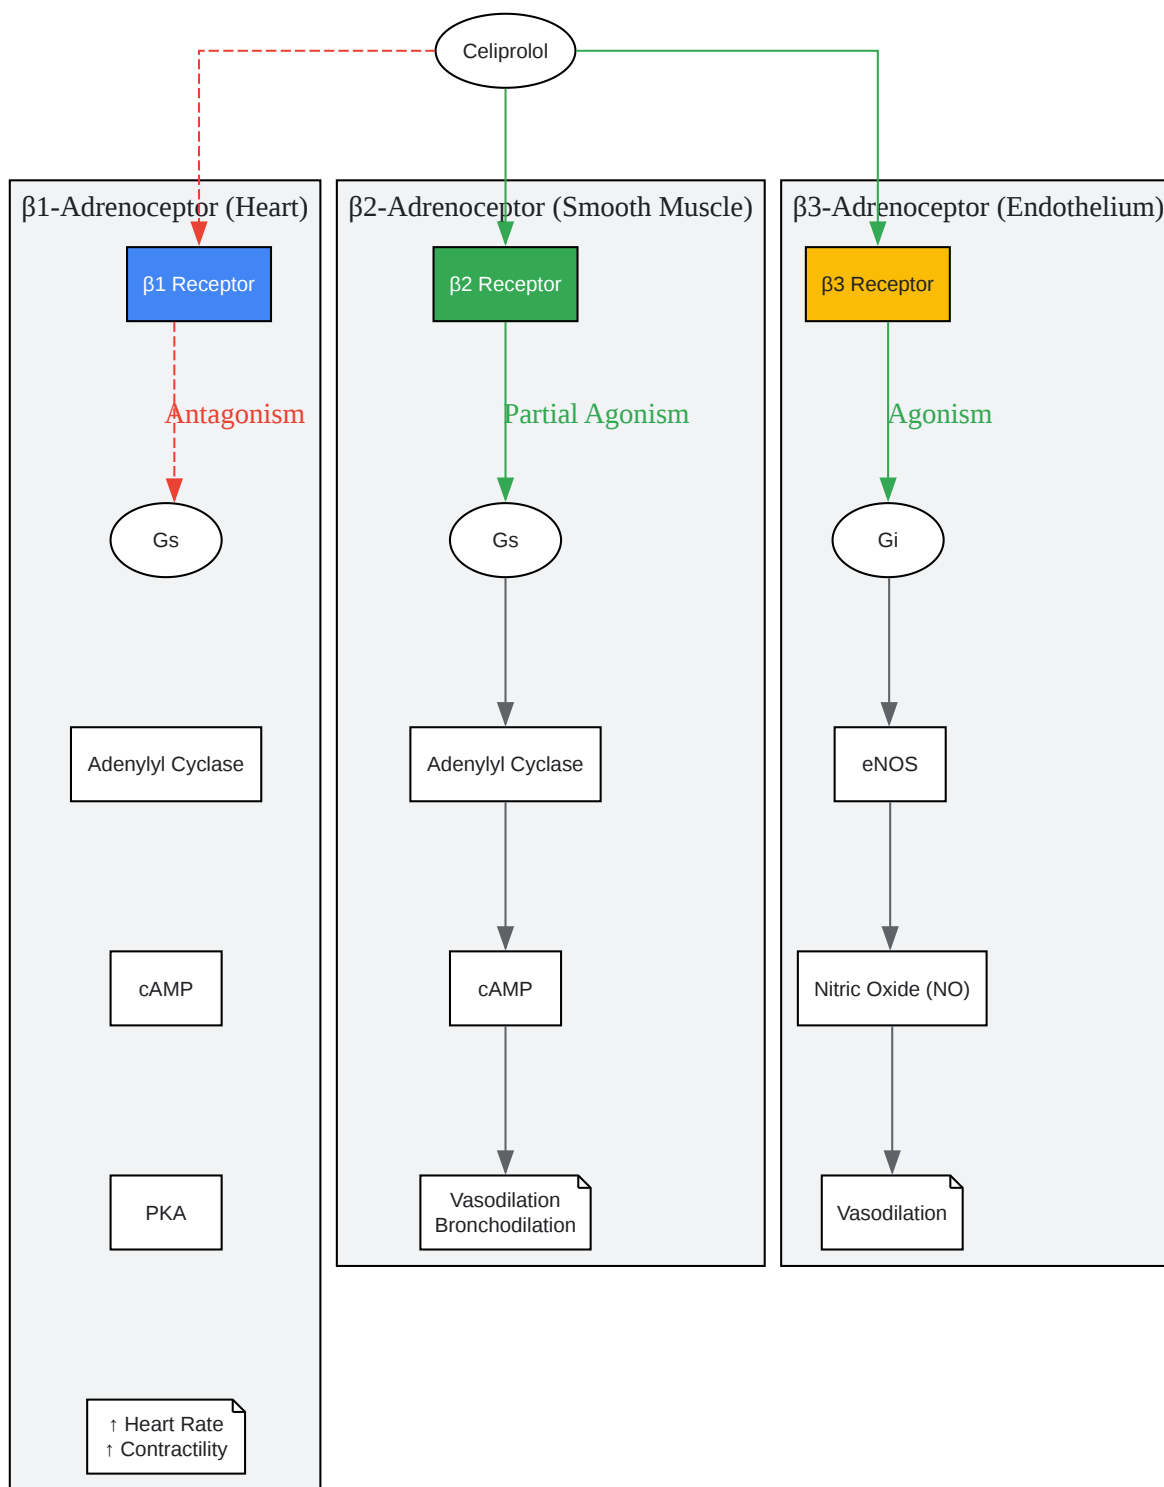 Celiprolol
β1-Adrenoceptor (Heart)
β1 Receptor
Antagonism
Gs
Adenylyl Cyclase
cAMP
PKA
↑ Heart Rate
↑ Contractility
β2-Adrenoceptor (Smooth Muscle)
β2 Receptor
Partial Agonism
Gs
Adenylyl Cyclase
cAMP
Vasodilation
Bronchodilation
β3-Adrenoceptor (Endothelium)
β3 Receptor
Agonism
Gi
eNOS
Nitric Oxide (NO)
Vasodilation